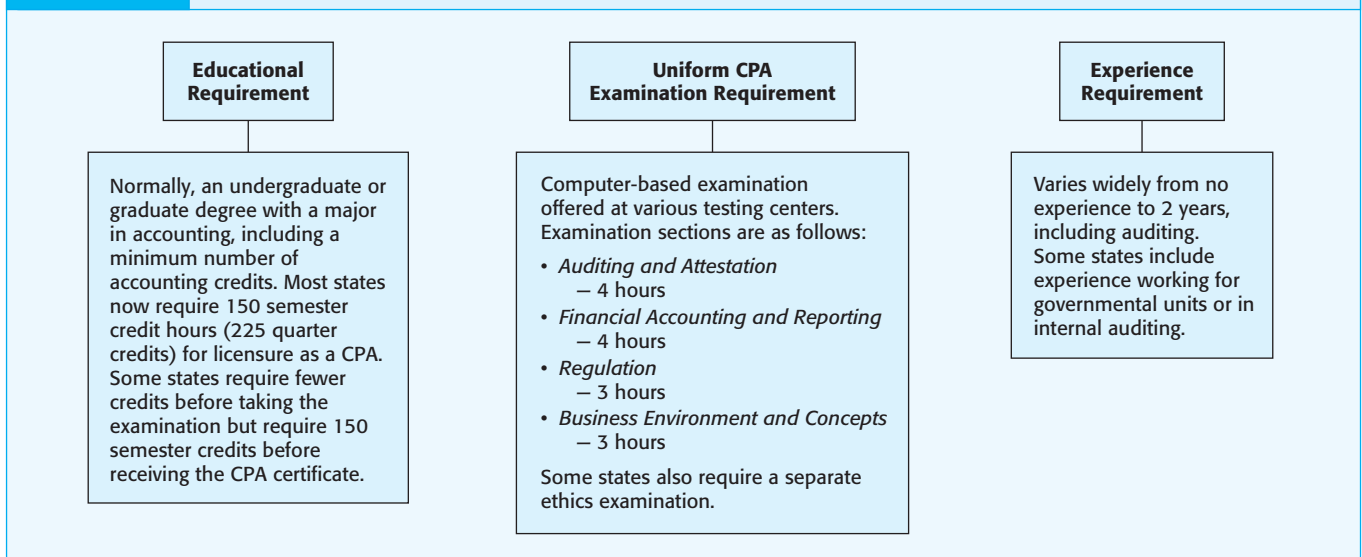 Educational
Requirement
Normally, an undergraduate or
graduate degree with a major
in accounting, including a
minimum number of
accounting credits. Most states
now require 150 semester
credit hours (225 quarter
credits) for licensure as a CPA.
Some states require fewer
credits before taking the
examination but require 150
semester credits before
receiving the CPA certificate.
Uniform CPA
Examination Requirement
Computer-based examination
offered at various testing centers.
Examination sections are as follows:
• Auditing and Attestation
— 4 hours
• Financial Accounting and Reporting
— 4 hours
• Regulation
— 3 hours
• Business Environment and Concepts
— 3 hours
Some states also require a separate
ethics examination.
Experience
Requirement
Varies widely from no
experience to 2 years,
including auditing.
Some states include
experience working for
governmental units or in
internal auditing.